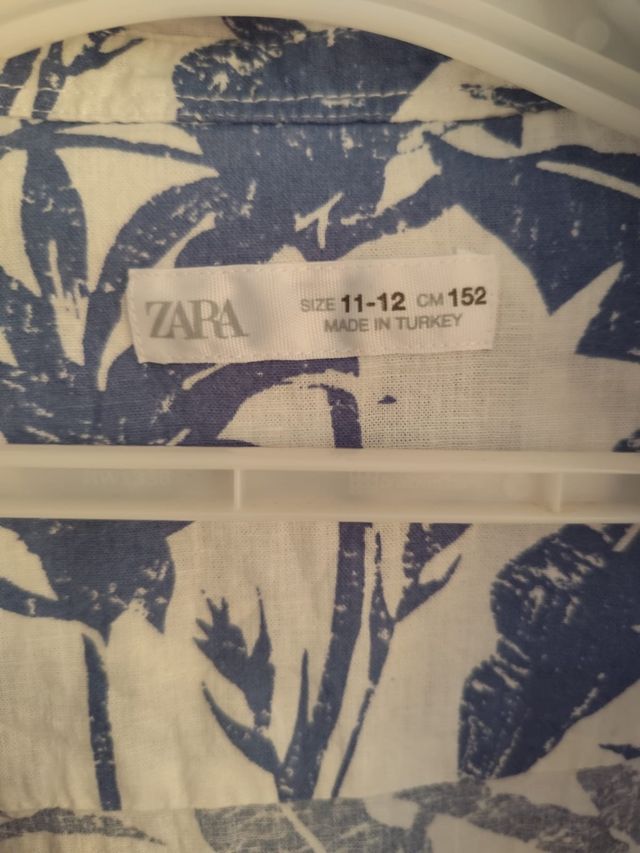 ZARA
SIZE 11-12 CM 152
MADE IN TURKEY